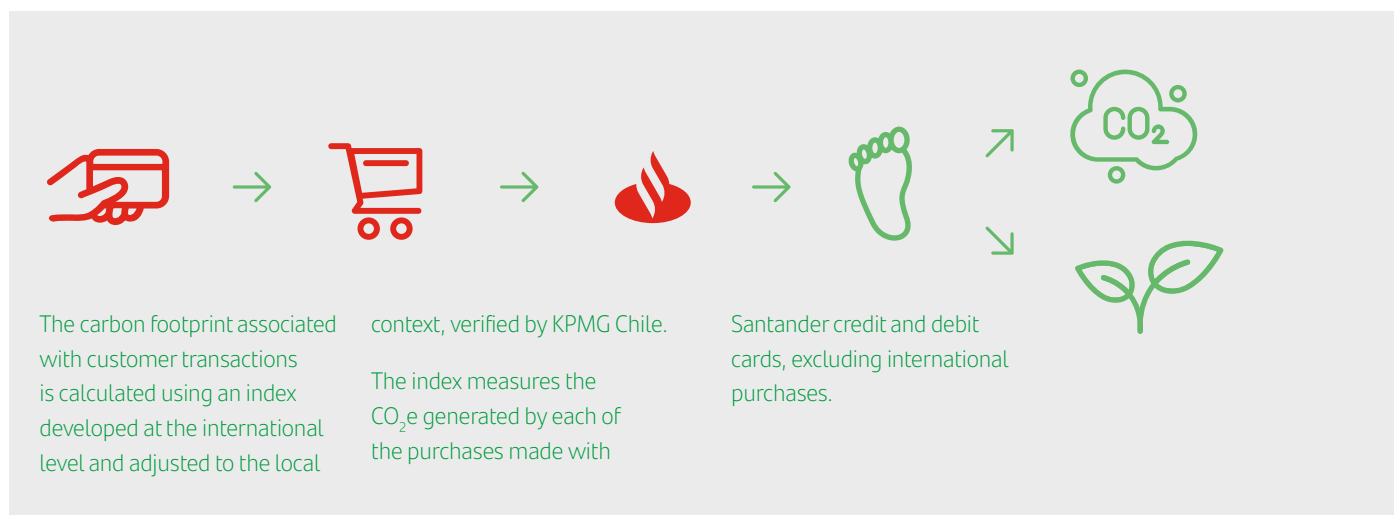 CO₂
The carbon footprint associated
with customer transactions
is calculated using an index
developed at the international
level and adjusted to the local
context, verified by KPMG Chile.
The index measures the
CO₂e generated by each of
the purchases made with
Santander credit and debit
cards, excluding international
purchases.